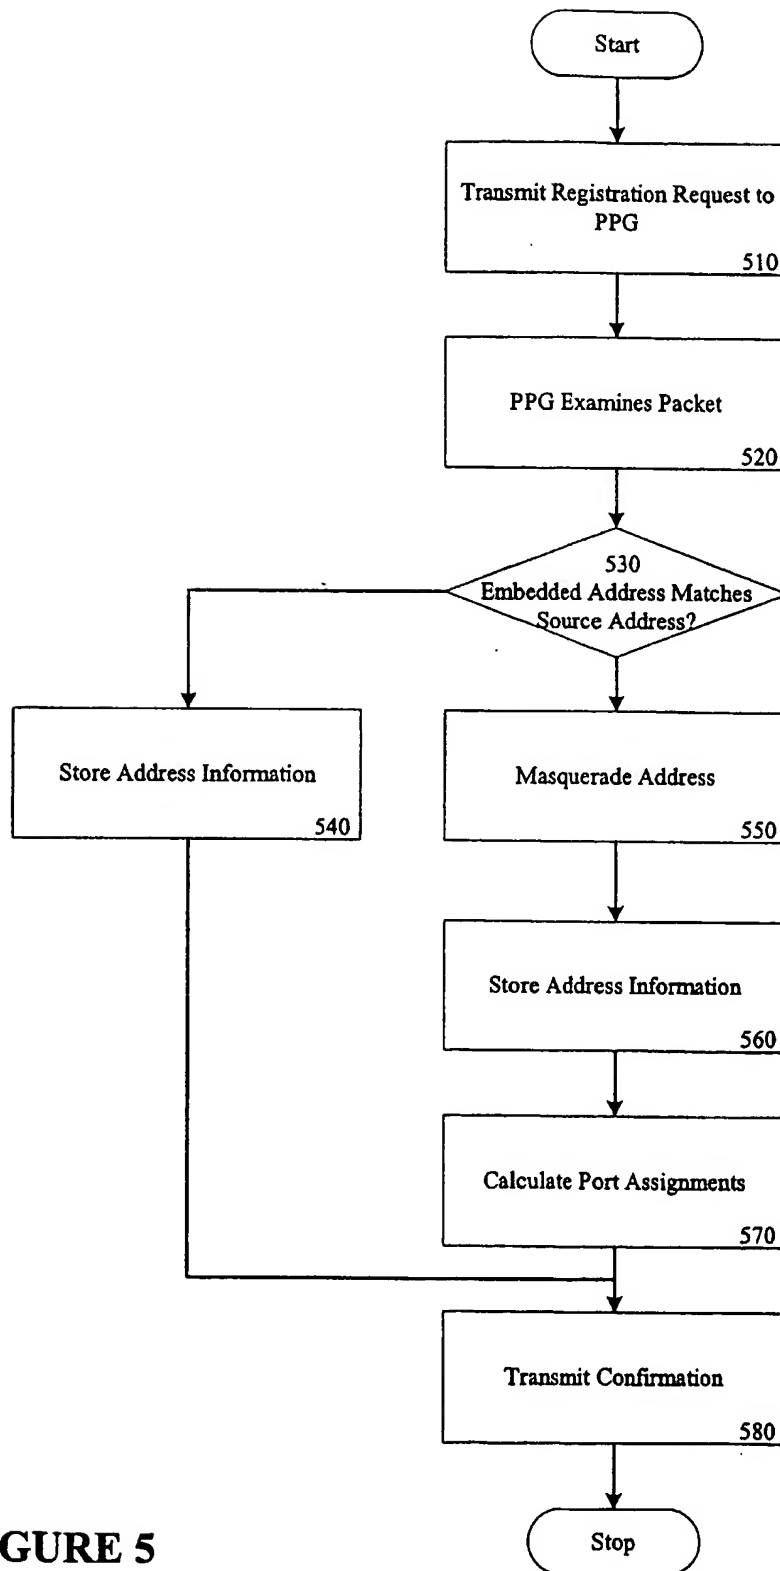 Start
Transmit Registration Request to
PPG
510
PPG Examines Packet
520
530
Embedded Address Matches
Source Address?
Store Address Information
540
Masquerade Address
550
Store Address Information
560
Calculate Port Assignments
570
Transmit Confirmation
580
Stop
GURE 5